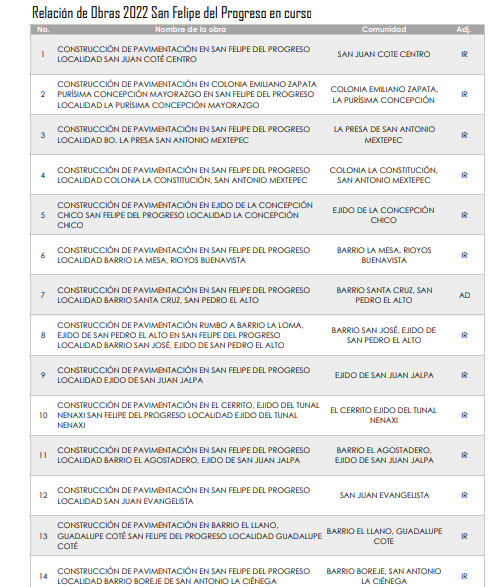 Relación de Obras 2022 San Felipe del Progreso en curso
No. Nombre de la obra Comunidad Adj.
1 CONSTRUCCIÓN DE PAVIMENTACIÓN EN SAN FELIPE DEL PROGRESO
LOCALIDAD SAN JUAN COTÉ CENTRO
SAN JUAN COTE CENTRO IR
2 CONSTRUCCIÓN DE PAVIMENTACIÓN EN COLONIA EMILIANO ZAPATA
PURÍSIMA CONCEPCIÓN MAYORAZGO EN SAN FELIPE DEL PROGRESO
LOCALIDAD LA PURÍSIMA CONCEPCIÓN MAYORAZGO
COLONIA EMILIANO ZAPATA,
LA PURÍSIMA CONCEPCIÓN
IR
3 CONSTRUCCIÓN DE PAVIMENTACIÓN EN SAN FELIPE DEL PROGRESO
LOCALIDAD BO. LA PRESA SAN ANTONIO MEXTEPEC
LA PRESA DE SAN ANTONIO
MEXTEPEC
IR
4 CONSTRUCCIÓN DE PAVIMENTACIÓN EN SAN FELIPE DEL PROGRESO
LOCALIDAD COLONIA LA CONSTITUCIÓN, SAN ANTONIO MEXTEPEC
COLONIA LA CONSTITUCIÓN,
SAN ANTONIO MEXTEPEC
IR
5 CONSTRUCCIÓN DE PAVIMENTACIÓN EN EJIDO DE LA CONCEPCIÓN
CHICO SAN FELIPE DEL PROGRESO LOCALIDAD LA CONCEPCIÓN
CHICO
EJIDO DE LA CONCEPCIÓN
CHICO
IR
6 CONSTRUCCIÓN DE PAVIMENTACIÓN EN SAN FELIPE DEL PROGRESO
LOCALIDAD BARRIO LA MESA, RIOYOS BUENAVISTA
BARRIO LA MESA, RIOYOS
BUENAVISTA
IR
7 CONSTRUCCIÓN DE PAVIMENTACIÓN EN SAN FELIPE DEL PROGRESO
LOCALIDAD BARRIO SANTA CRUZ, SAN PEDRO EL ALTO
BARRIO SANTA CRUZ, SAN
PEDRO EL ALTO
AD
8 CONSTRUCCIÓN DE PAVIMENTACIÓN RUMBO A BARRIO LA LOMA,
EJIDO DE SAN PEDRO EL ALTO EN SAN FELIPE DEL PROGRESO
LOCALIDAD BARRIO SAN JOSÉ, EJIDO DE SAN PEDRO EL ALTO
BARRIO SAN JOSÉ, EJIDO DE
SAN PEDRO EL ALTO
IR
9 CONSTRUCCIÓN DE PAVIMENTACIÓN EN SAN FELIPE DEL PROGRESO
LOCALIDAD EJIDO DE SAN JUAN JALPA
EJIDO DE SAN JUAN JALPA IR
10 CONSTRUCCIÓN DE PAVIMENTACIÓN EN EL CERRITO, EJIDO DEL TUNAL
NENAXI SAN FELIPE DEL PROGRESO LOCALIDAD EJIDO DEL TUNAL
NENAXI
EL CERRITO EJIDO DEL TUNAL
NENAXI
IR
11 CONSTRUCCIÓN DE PAVIMENTACIÓN EN SAN FELIPE DEL PROGRESO
LOCALIDAD BARRIO EL AGOSTADERO, EJIDO DE SAN JUAN JALPA
BARRIO EL AGOSTADERO,
EJIDO DE SAN JUAN JALPA
IR
12 CONSTRUCCIÓN DE PAVIMENTACIÓN EN SAN FELIPE DEL PROGRESO
LOCALIDAD SAN JUAN EVANGELISTA
SAN JUAN EVANGELISTA IR
13 CONSTRUCCIÓN DE PAVIMENTACIÓN EN BARRIO EL LLANO,
GUADALUPE COTÉ SAN FELIPE DEL PROGRESO LOCALIDAD GUADALUPE
COTÉ
BARRIO EL LLANO, GUADALUPE
COTE
IR
14 CONSTRUCCIÓN DE PAVIMENTACIÓN EN SAN FELIPE DEL PROGRESO
LOCALIDAD BARRIO BOREJE DE SAN ANTONIO LA CIÉNEGA
BARRIO BOREJE, SAN ANTONIO
LA CIÉNEGA
IR